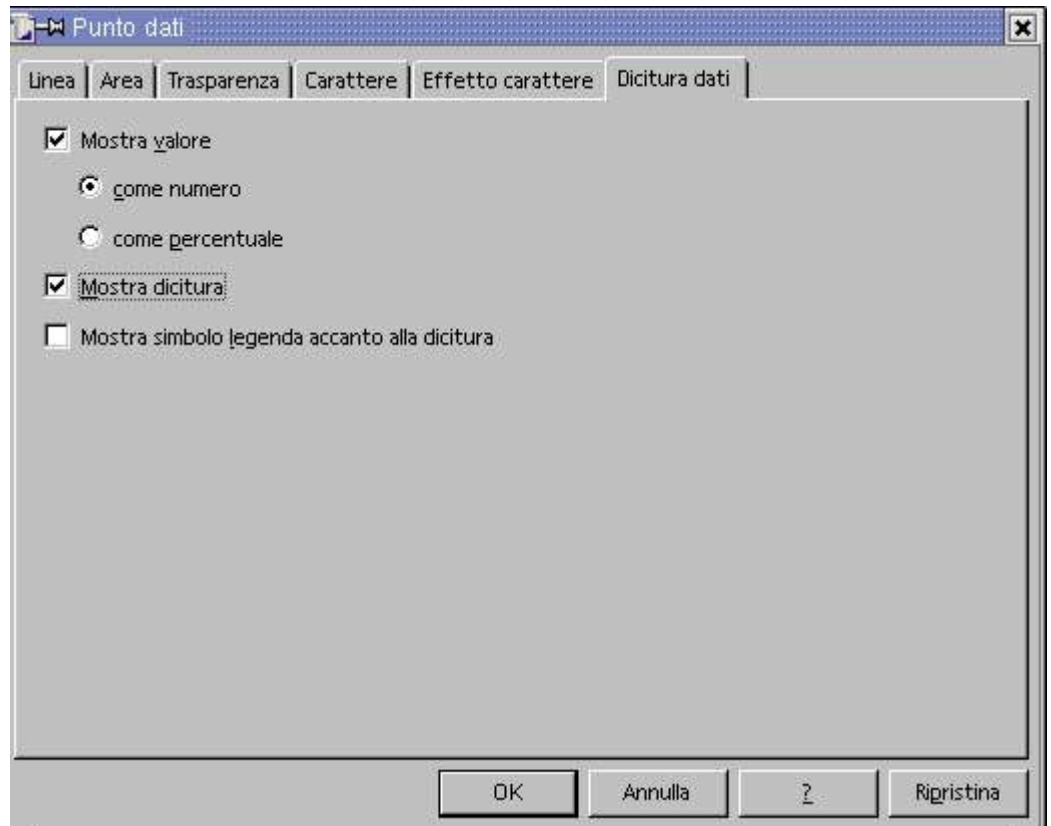 Punto dati
Linea Area Trasparenza Carattere Effetto carattere Dicitura dati
Mostra valore
come numero
come percentuale
Mostra dicitura
Mostra simbolo legenda accanto alla dicitura
OK Annulla ? Ripristina